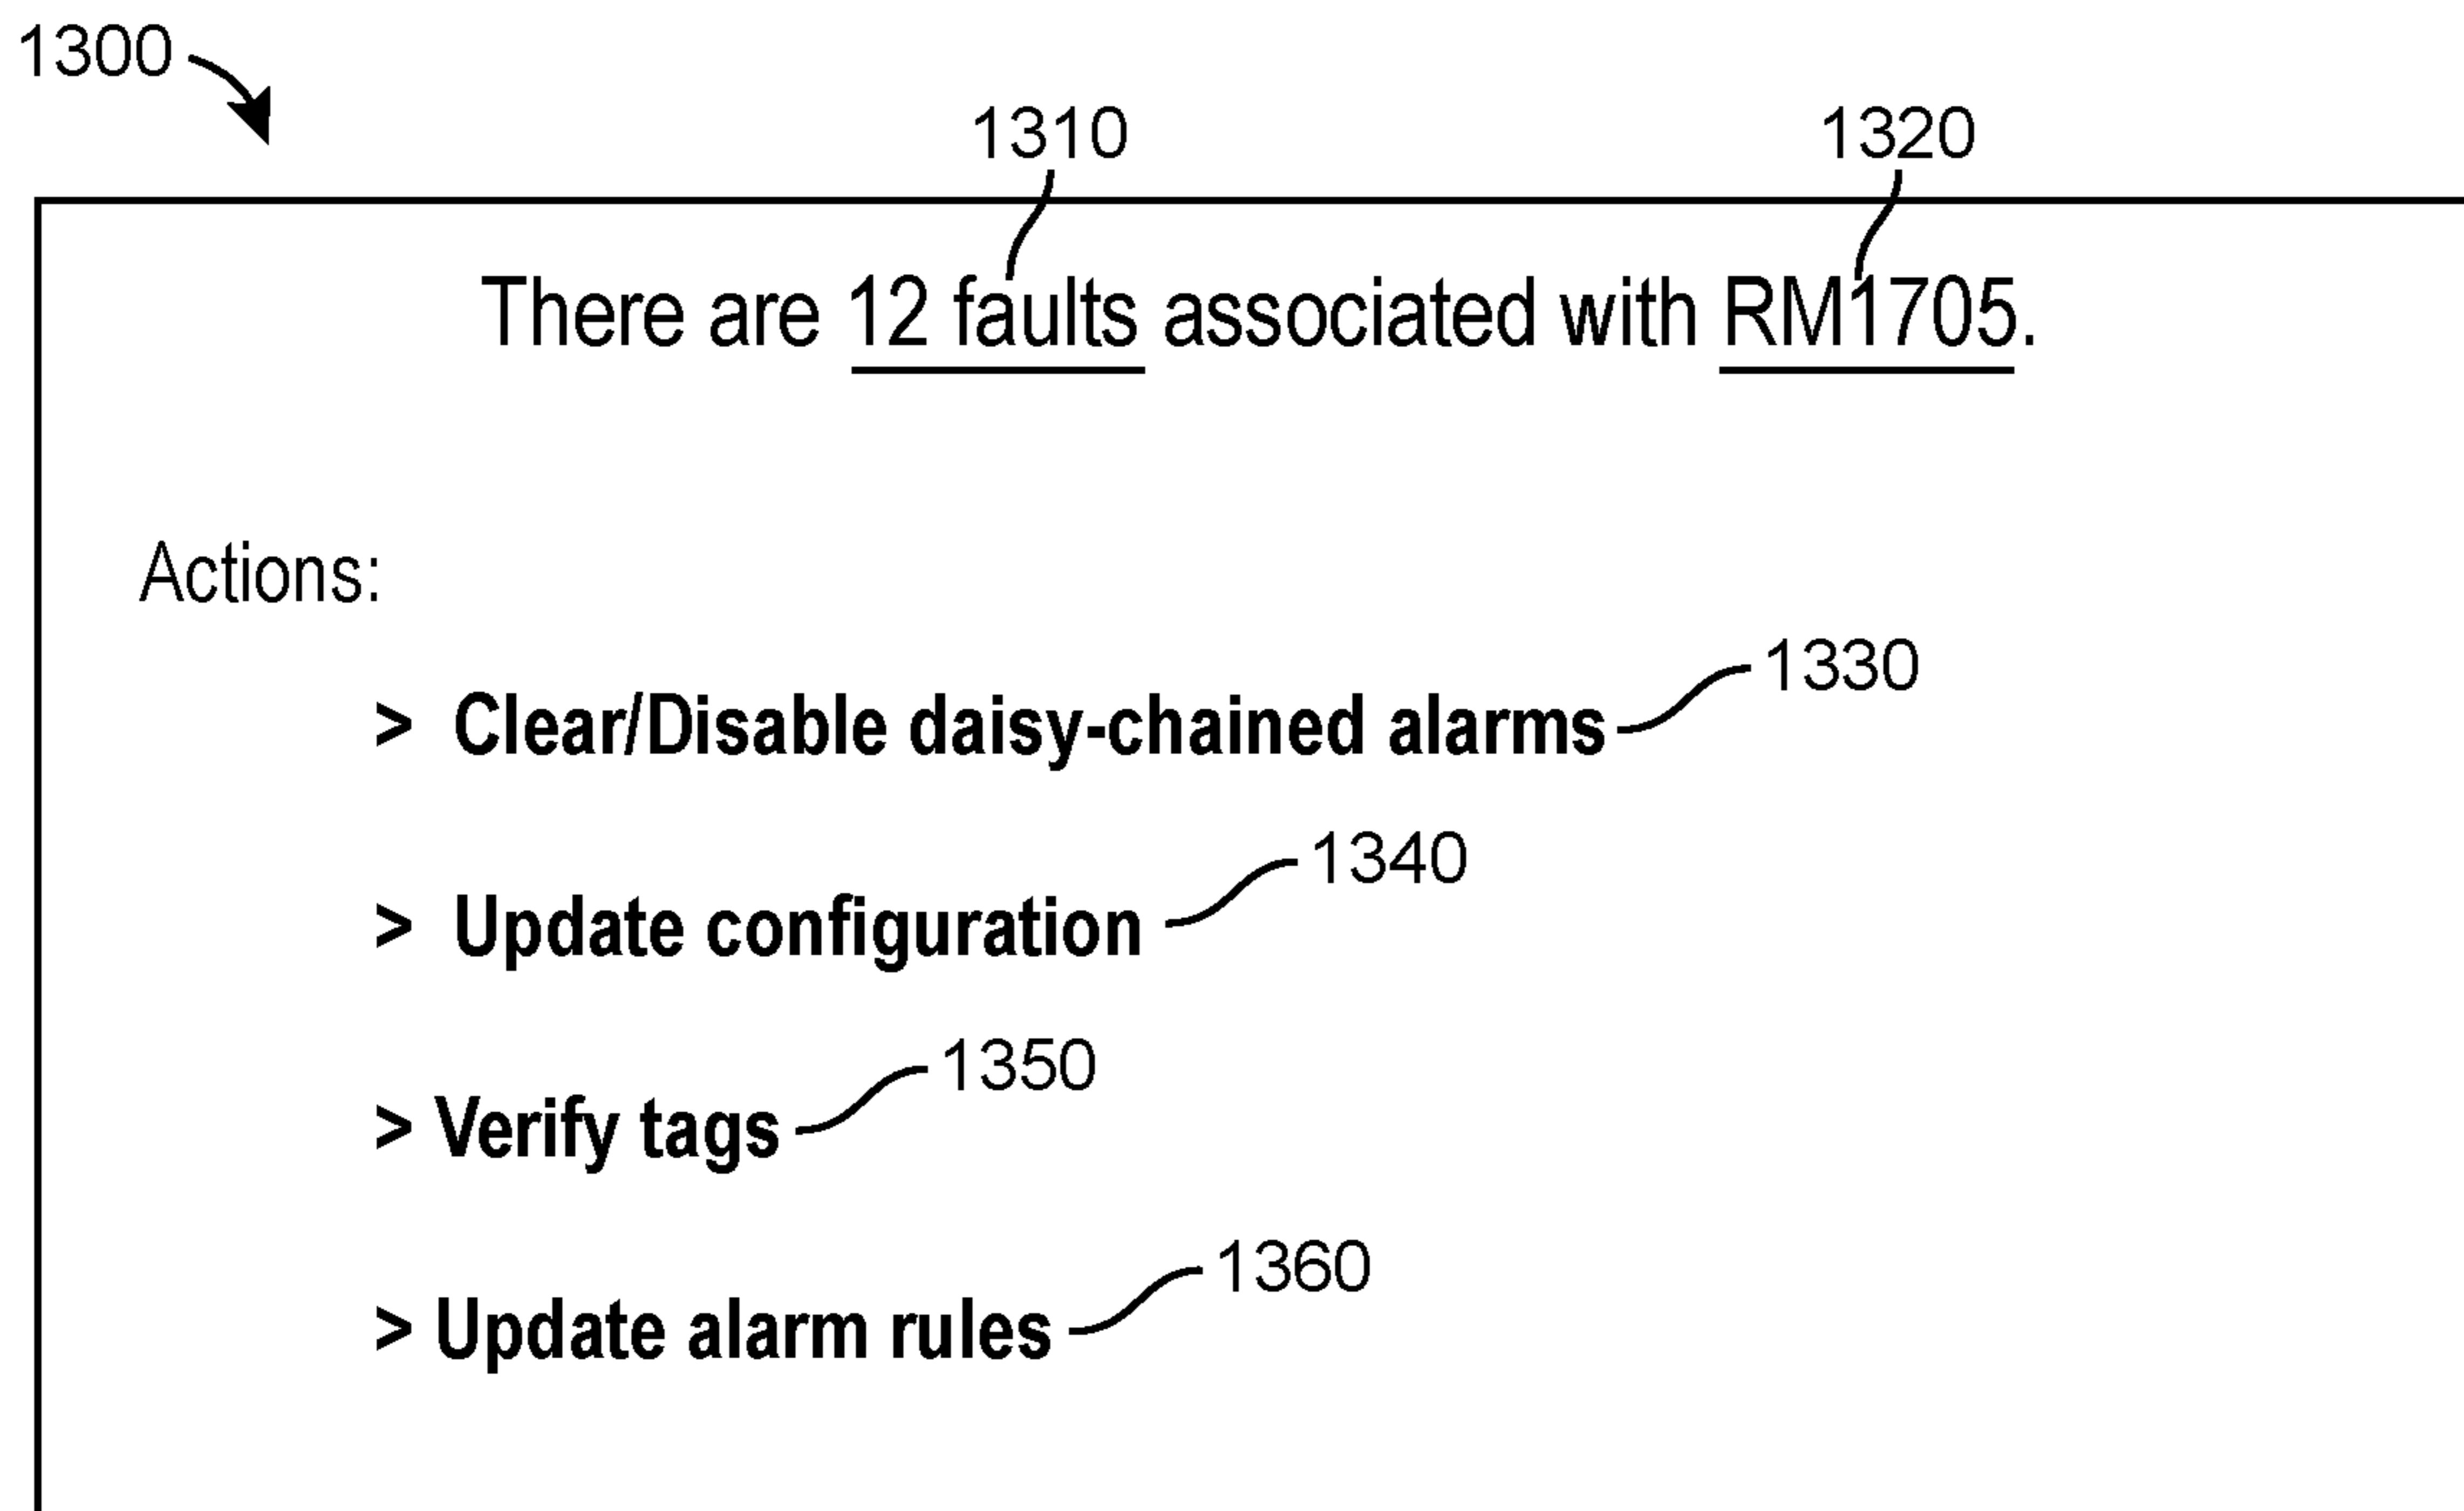 1300
1310 1320
There are 12 faults associated with RM1705.
Actions:
1330
> Clear/Disable daisy-chained alarms
1340
> Update configuration
1350
> Verify tags
1360
> Update alarm rules